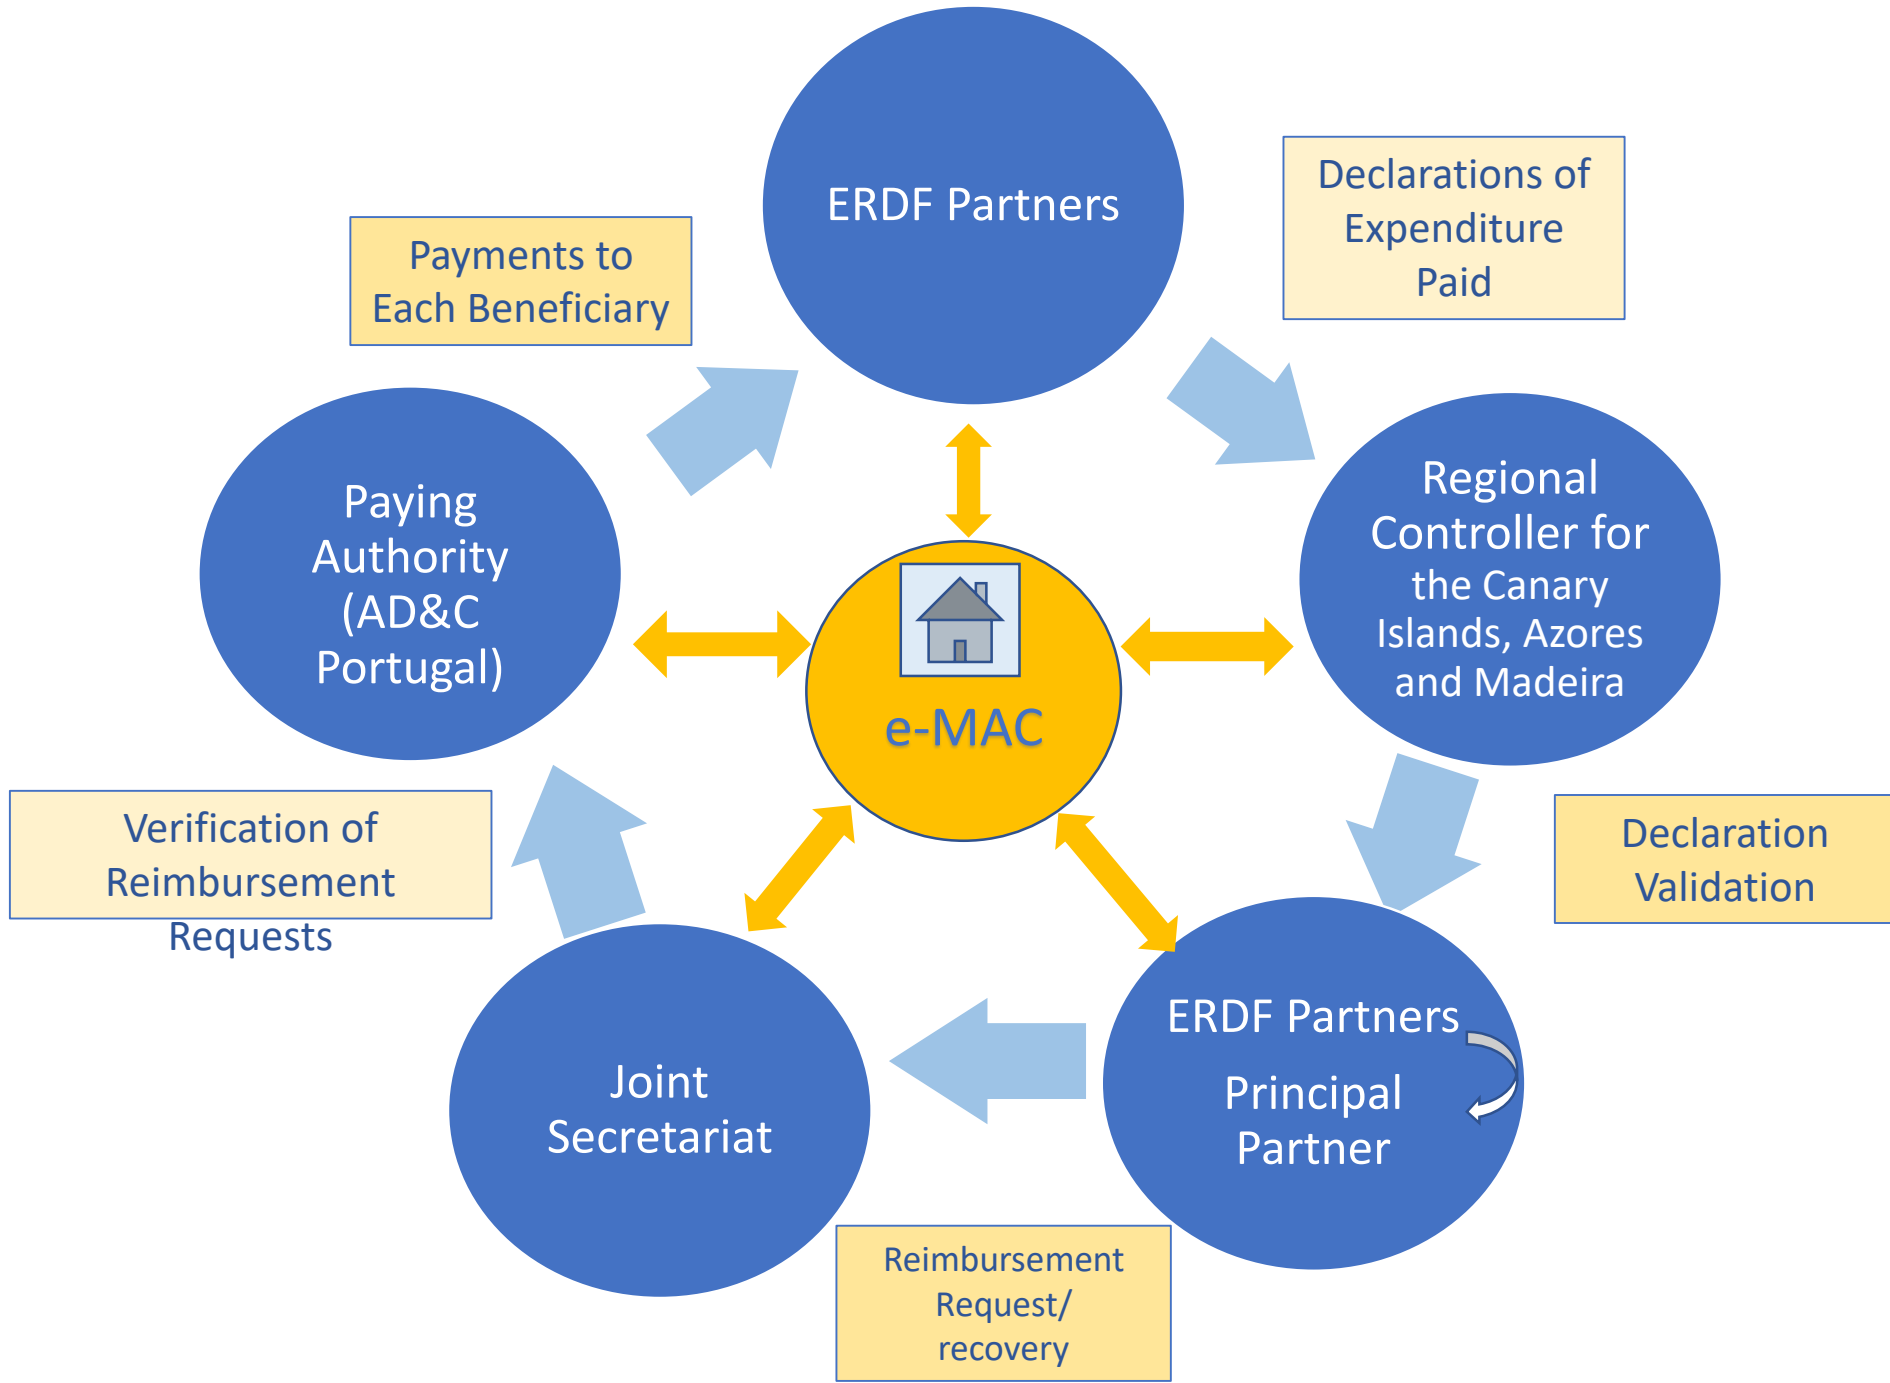 ERDF Partners
Declarations of
Expenditure
Paid
Payments to
Each Beneficiary
Regional
Controller for
the Canary
Islands, Azores
and Madeira
Paying
Authority
(AD&C
Portugal)
e-MAC
Declaration
Validation
Verification of
Reimbursement
Requests
ERDF Partners
Principal
Partner
Joint
Secretariat
Reimbursement
Request/
recovery